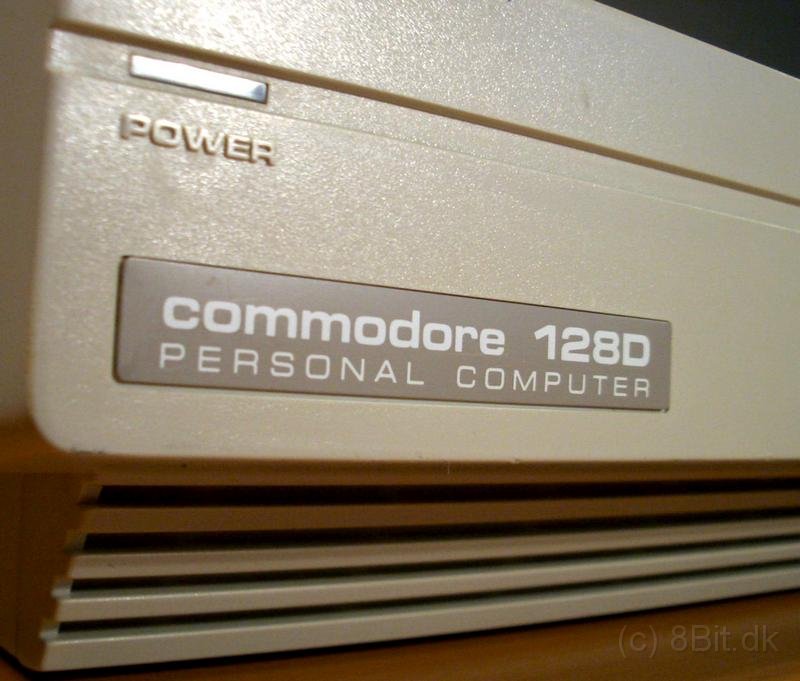 POWER
commodore 128D
PERSONAL COMPUTER
(c) 8Bit.dk